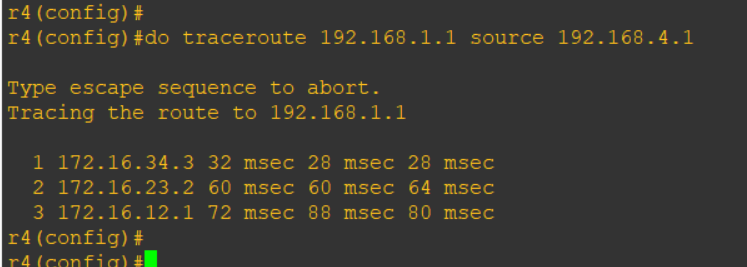 r4(config)#
r4(config)#do traceroute 192.168.1.1 source 192.168.4.1
Type escape sequence to abort.
Tracing the route to 192.168.1.1
1 172.16.34.3 32 msec 28 msec 28 msec
2 172.16.23.2 60 msec 60 msec 64 msec
3 172.16.12.1 72 msec 88 msec 80 msec
r4(config)#
r4(config)#